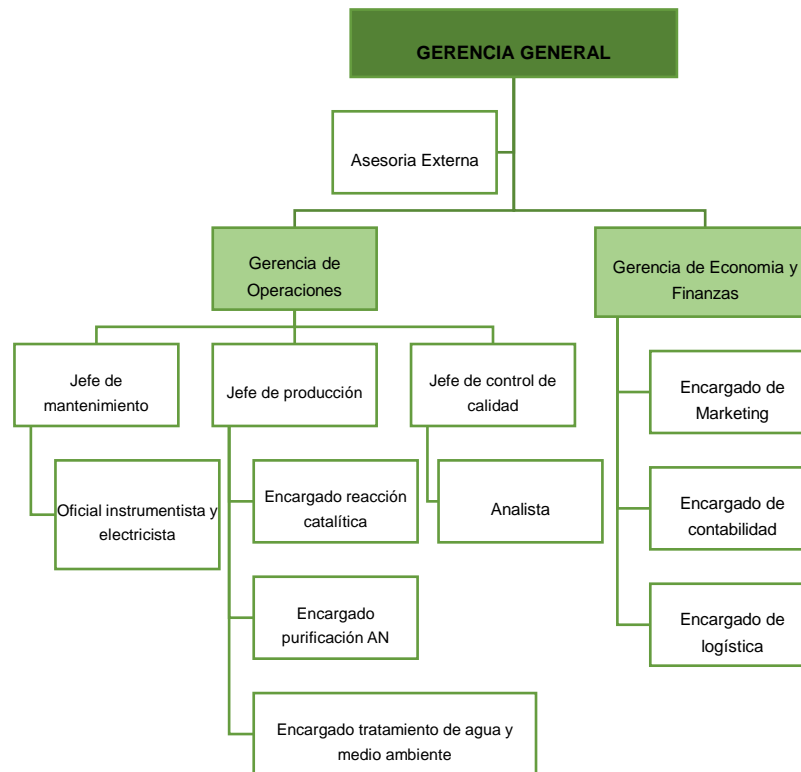 GERENCIA GENERAL
Asesoria Externa
Gerencia de
Operaciones
Gerencia de Economia y
Finanzas
Jefe de
mantenimiento
Jefe de producción
Jefe de control de
calidad
Encargado de
Marketing
Oficial instrumentista y
electricista
Encargado reacción
catalítica
Analista
Encargado de
contabilidad
Encargado
purificación AN
Encargado de
logística
Encargado tratamiento de agua y
medio ambiente